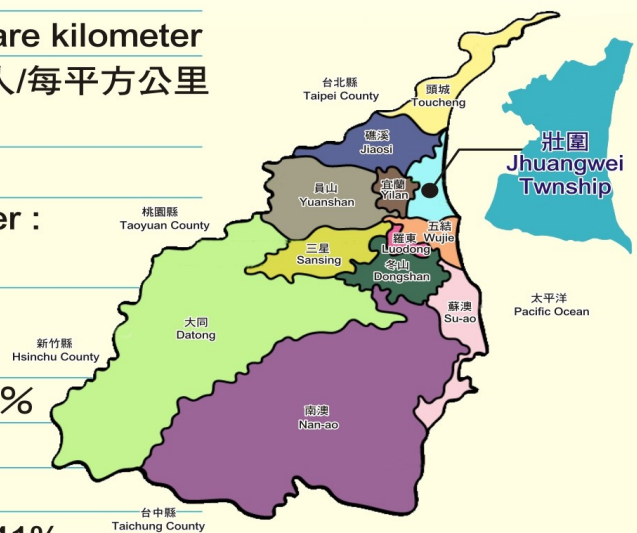 are kilometer
人/每平方公里
er :
%
11%
台北縣
Taipei County
頭城
Toucheng
礁溪
Jiaosi
壯圍
Jhuangwei
Twnship
員山
Yuanshan
宜蘭
Yilan
桃園縣
Taoyuan County
五結
Wujie
羅東
Luodong
三星
Sansing
冬山
Dongshan
蘇澳
Su-ao
太平洋
Pacific Ocean
大同
Datong
新竹縣
Hsinchu County
南澳
Nan-ao
台中縣
Taichung County